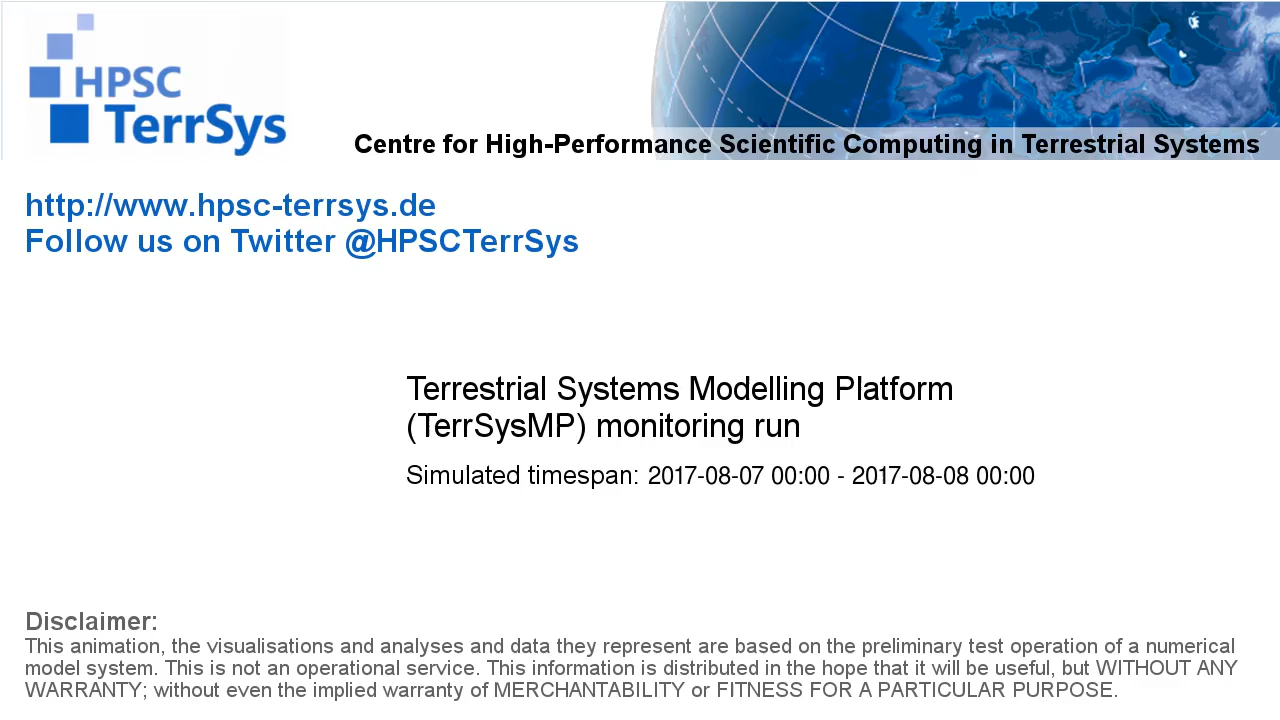 HPSC
TerrSys
Centre for High-Performance Scientific Computing in Terrestrial Systems
http://www.hpsc-terrsys.de
Follow us on Twitter @HPSCTerrSys
Terrestrial Systems Modelling Platform
(TerrSysMP) monitoring run
Simulated timespan: 2017-08-07 00:00 - 2017-08-08 00:00
Disclaimer:
This animation, the visualisations and analyses and data they represent are based on the preliminary test operation of a numerical
model system. This is not an operational service. This information is distributed in the hope that it will be useful, but WITHOUT ANY
WARRANTY; without even the implied warranty of MERCHANTABILITY or FITNESS FOR A PARTICULAR PURPOSE.